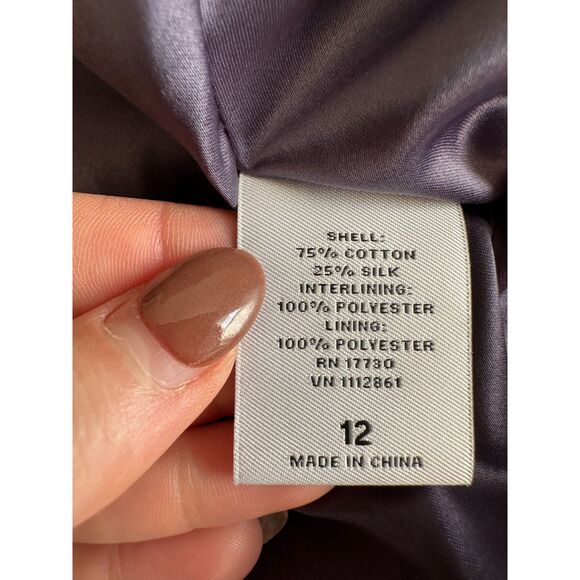 SHELL:
75% COTTON
25% SILK
INTERLINING:
100% POLYESTER
LINING:
100% POLYESTER
RN 17730
VN 1112861
12
MADE IN CHINA